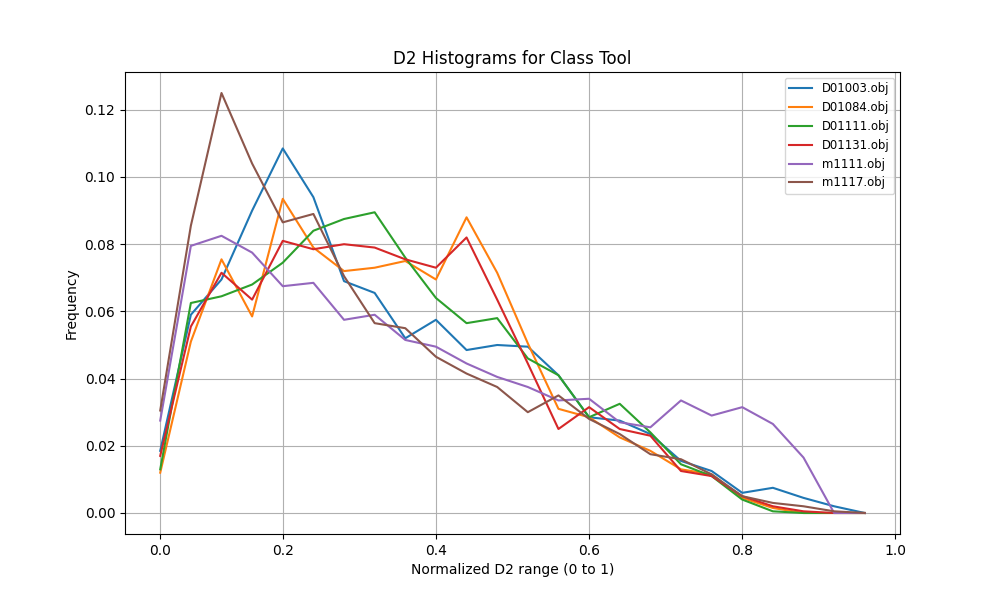 D2 Histograms for Class Tool
D01003.obj
D01084.obj
D01111.obj
D01131.obj
m1111.obj
m1117.obj
Frequency
0.12
0.10
0.08
0.06
0.04
0.02
0.00
0.0 0.2 0.4 0.6 0.8 1.0
Normalized D2 range (0 to 1)